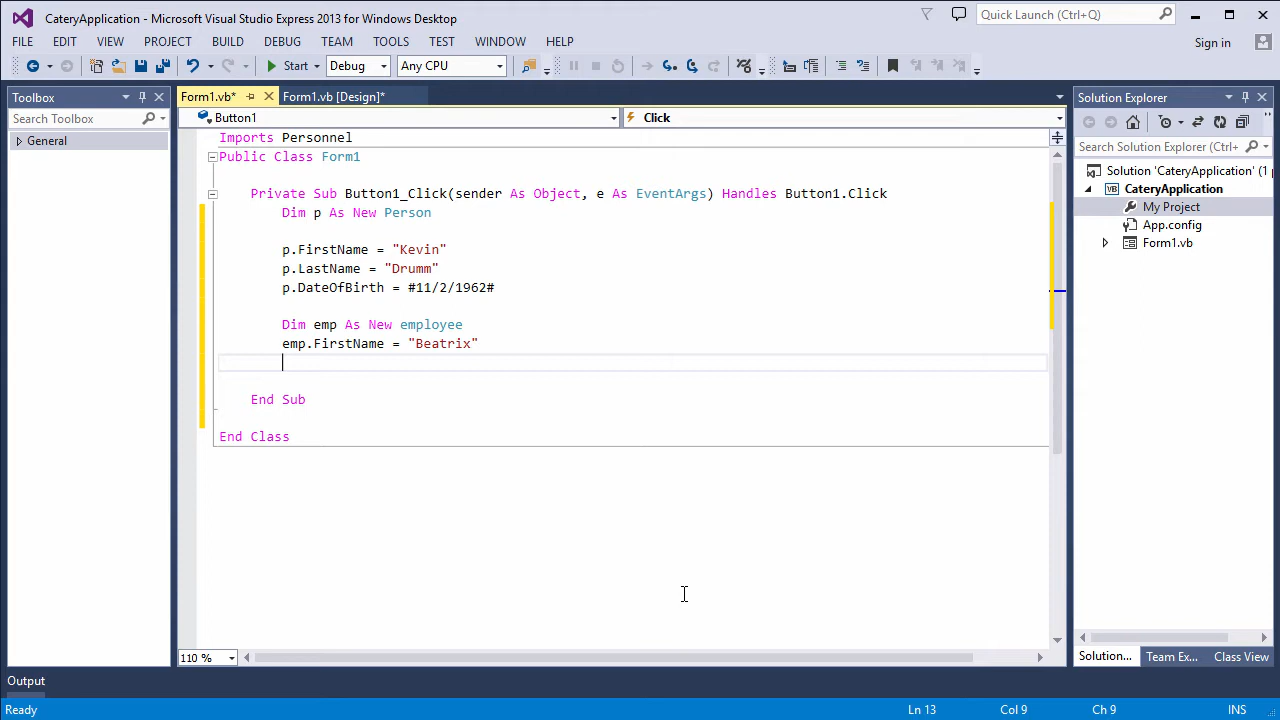 CateryApplication - Microsoft Visual Studio Express 2013 for Windows Desktop
Quick Launch (Ctrl+Q)
FILE EDIT VIEW PROJECT BUILD DEBUG TEAM TOOLS TEST WINDOW HELP
Sign in
Start Debug Any CPU
Toolbox
Search Toolbox
General
Form1.vb* Form1.vb [Design]*
Button1 Click
Imports Personnel
Public Class Form1
Private Sub Button1_Click(sender As Object, e As EventArgs) Handles Button1.Click
Dim p As New Person
p.FirstName = "Kevin"
p.LastName = "Drumm"
p.DateOfBirth = #11/2/1962#
Dim emp As New employee
emp.FirstName = "Beatrix"
End Sub
End Class
110 %
Solution Explorer
Search Solution Explorer (Ctrl+
Solution 'CateryApplication' (1 p
CateryApplication
My Project
App.config
Form1.vb
Solution... Team Ex... Class View
Output
Ready Ln 13 Col 9 Ch 9 INS